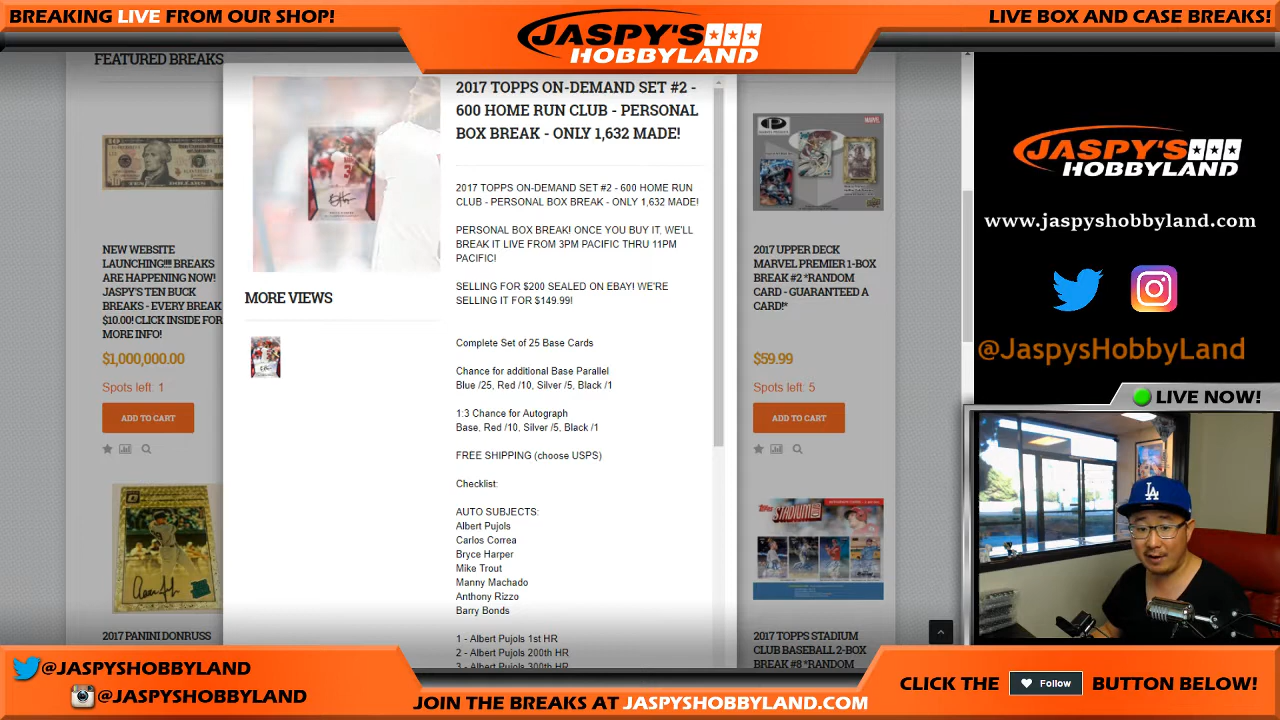 BREAKING LIVE FROM OUR SHOP!
JASPY'S
HOBBYLAND
LIVE BOX AND CASE BREAKS!
FEATURED BREAKS
NEW WEBSITE
LAUNCHING!!!! BREAKS
ARE HAPPENING NOW!
JASPY'S TEN BUCK
BREAKS - EVERY BREAK
$10.00! CLICK INSIDE FOR
MORE INFO!
$1,000,000.00
Spots left: 1
ADD TO CART
2017 PANINI DONRUSS
MORE VIEWS
2017 TOPPS ON-DEMAND SET #2 -
600 HOME RUN CLUB - PERSONAL
BOX BREAK - ONLY 1,632 MADE!
2017 TOPPS ON-DEMAND SET #2 - 600 HOME RUN
CLUB - PERSONAL BOX BREAK - ONLY 1,632 MADE!
PERSONAL BOX BREAK! ONCE YOU BUY IT, WE'LL
BREAK IT LIVE FROM 3PM PACIFIC THRU 11PM
PACIFIC!
SELLING FOR $200 SEALED ON EBAY! WE'RE
SELLING IT FOR $149.99!
Complete Set of 25 Base Cards
Chance for additional Base Parallel
Blue /25, Red /10, Silver /5, Black /1
1:3 Chance for Autograph
Base, Red /10, Silver /5, Black /1
FREE SHIPPING (choose USPS)
Checklist:
AUTO SUBJECTS:
Albert Pujols
Carlos Correa
Bryce Harper
Mike Trout
Manny Machado
Anthony Rizzo
Barry Bonds
1 - Albert Pujols 1st HR
2 - Albert Pujols 200th HR
3 - Albert Pujols 300th HR
MARVEL
2017 UPPER DECK
MARVEL PREMIER 1-BOX
BREAK #2 *RANDOM
CARD - GUARANTEED A
CARD!*
$59.99
Spots left: 5
ADD TO CART
STADIUM
2017 TOPPS STADIUM
CLUB BASEBALL 2-BOX
BREAK #8 *RANDOM
JASPY'S
HOBBYLAND
www.jaspyshobbyland.com
@JaspysHobbyLand
LIVE NOW!
LA
@JASPYSHOBBYLAND
@JASPYSHOBBYLAND
JOIN THE BREAKS AT JASPYSHOBBYLAND.COM
CLICK THE Follow BUTTON BELOW!